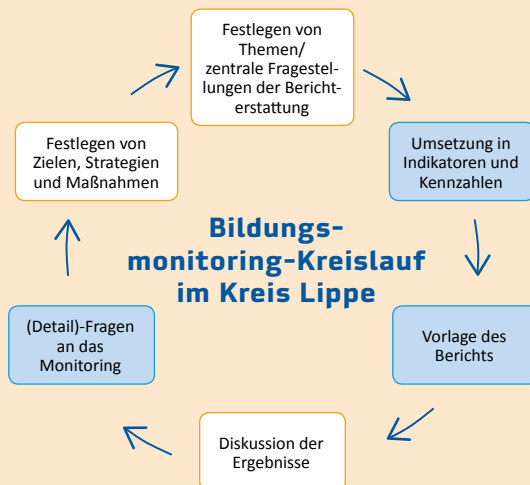 Festlegen von
Themen/
zentrale Fragestel-
lungen der Bericht-
erstattung
Umsetzung in
Indikatoren und
Kennzahlen
Vorlage des
Berichts
Diskussion der
Ergebnisse
(Detail)-Fragen
an das
Monitoring
Festlegen von
Zielen, Strategien
und Maßnahmen
Bildungs-
monitoring-Kreislauf
im Kreis Lippe